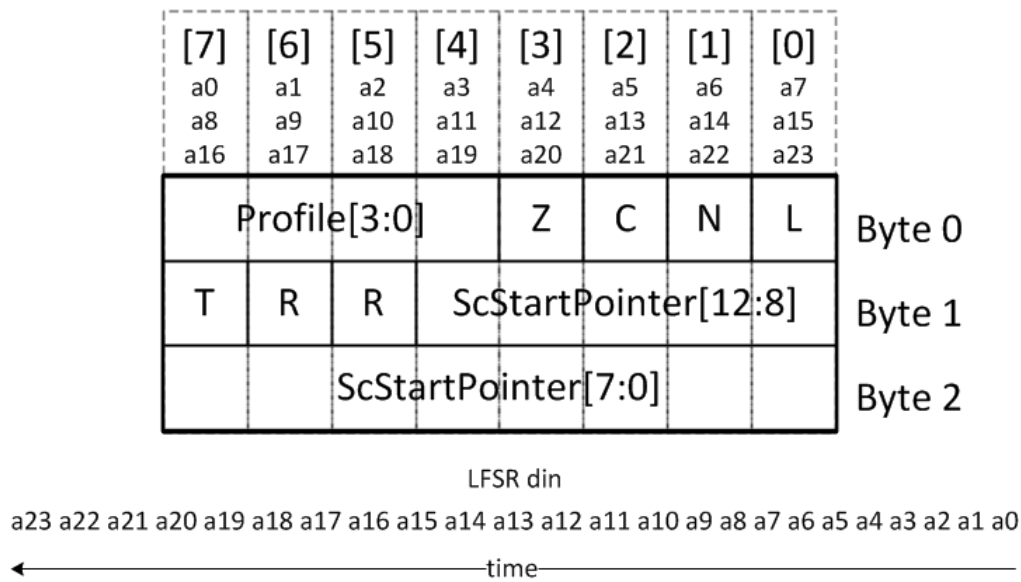 [7] [6] [5] [4] [3] [2] [1] [0]
a0 a1 a2 a3 a4 a5 a6 a7
a8 a9 a10 a11 a12 a13 a14 a15
a16 a17 a18 a19 a20 a21 a22 a23
Profile[3:0] Z C N L Byte 0
T R R ScStartPointer[12:8] Byte 1
ScStartPointer[7:0] Byte 2
LFSR din
a23 a22 a21 a20 a19 a18 a17 a16 a15 a14 a13 a12 a11 a10 a9 a8 a7 a6 a5 a4 a3 a2 a1 a0
time